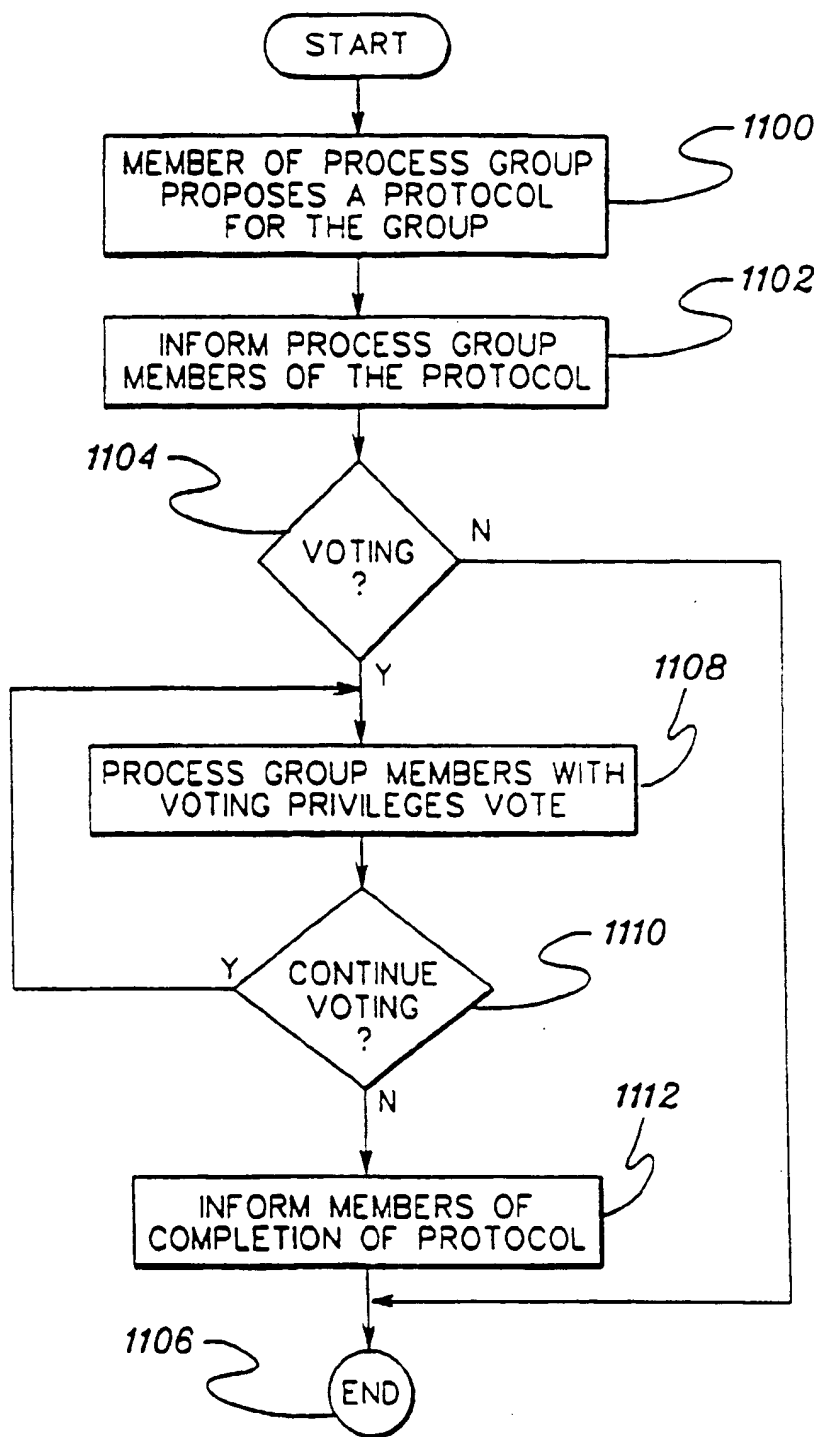 START
MEMBER OF PROCESS GROUP
PROPOSES A PROTOCOL
FOR THE GROUP
1100
INFORM PROCESS GROUP
MEMBERS OF THE PROTOCOL
1102
1104
VOTING
?
N
Y
PROCESS GROUP MEMBERS WITH
VOTING PRIVILEGES VOTE
1108
Y
CONTINUE
VOTING
?
1110
N
INFORM MEMBERS OF
COMPLETION OF PROTOCOL
1112
1106
END